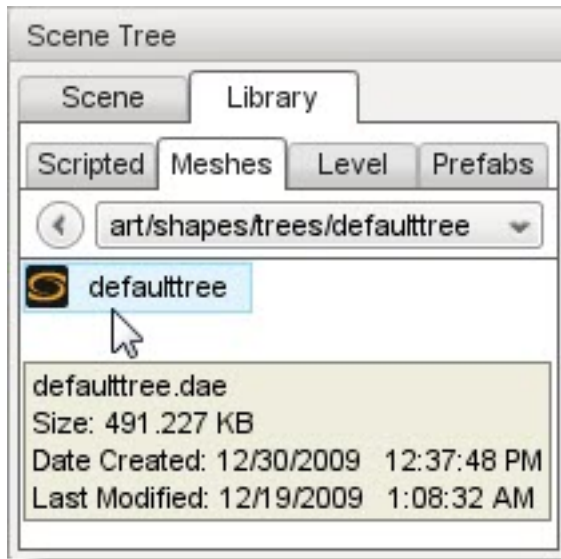 Scene Tree
Scene Library
Scripted Meshes Level Prefabs
art/shapes/trees/defaulttree
defaulttree
defaulttree.dae
Size: 491.227 KB
Date Created: 12/30/2009 12:37:48 PM
Last Modified: 12/19/2009 1:08:32 AM